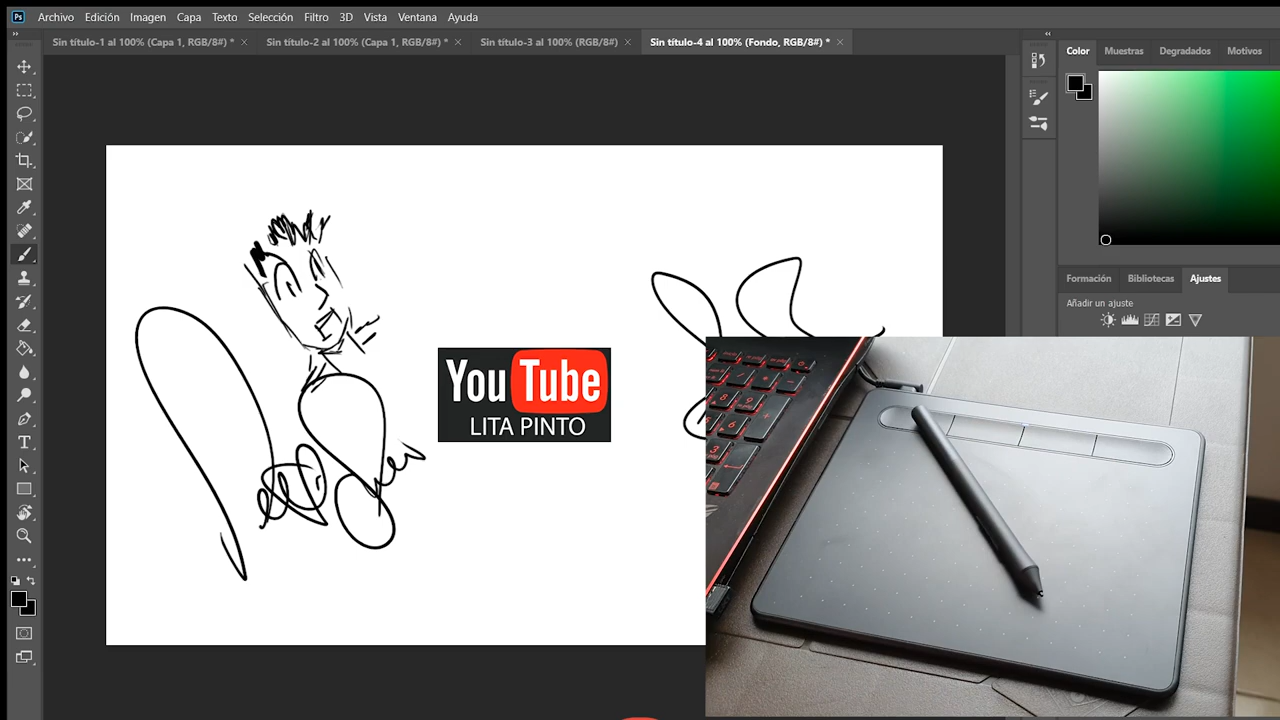 Ps Archivo Edición Imagen Capa Texto Selección Filtro 3D Vista Ventana Ayuda
Sin título-1 al 100% (Capa 1, RGB/8#) * × Sin título-2 al 100% (Capa 1, RGB/8#) * × Sin título-3 al 100% (RGB/8#) × Sin título-4 al 100% (Fondo, RGB/8#) * ×
Color Muestras Degradados Motivos
Formación Bibliotecas Ajustes
Añadir un ajuste
YouTube
LITA PINTO